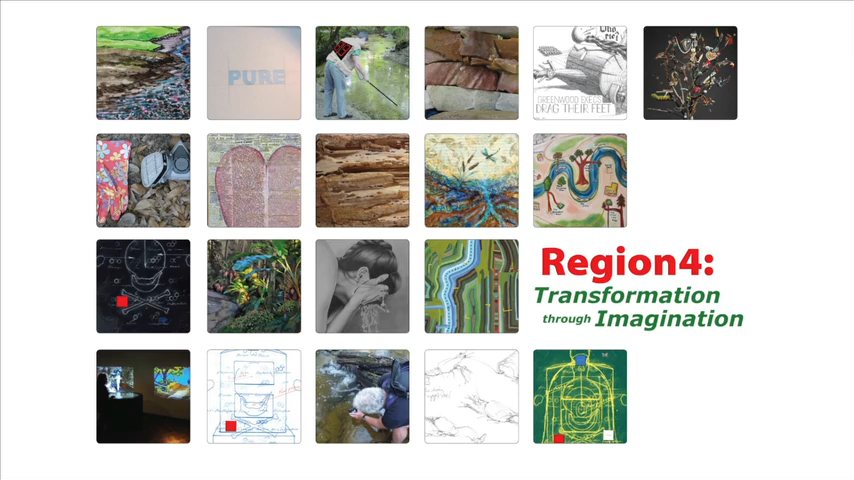 PURE
Who,
me?
GREENWOOD EXECS
DRAG THEIR FEET
Region4:
Transformation
through Imagination